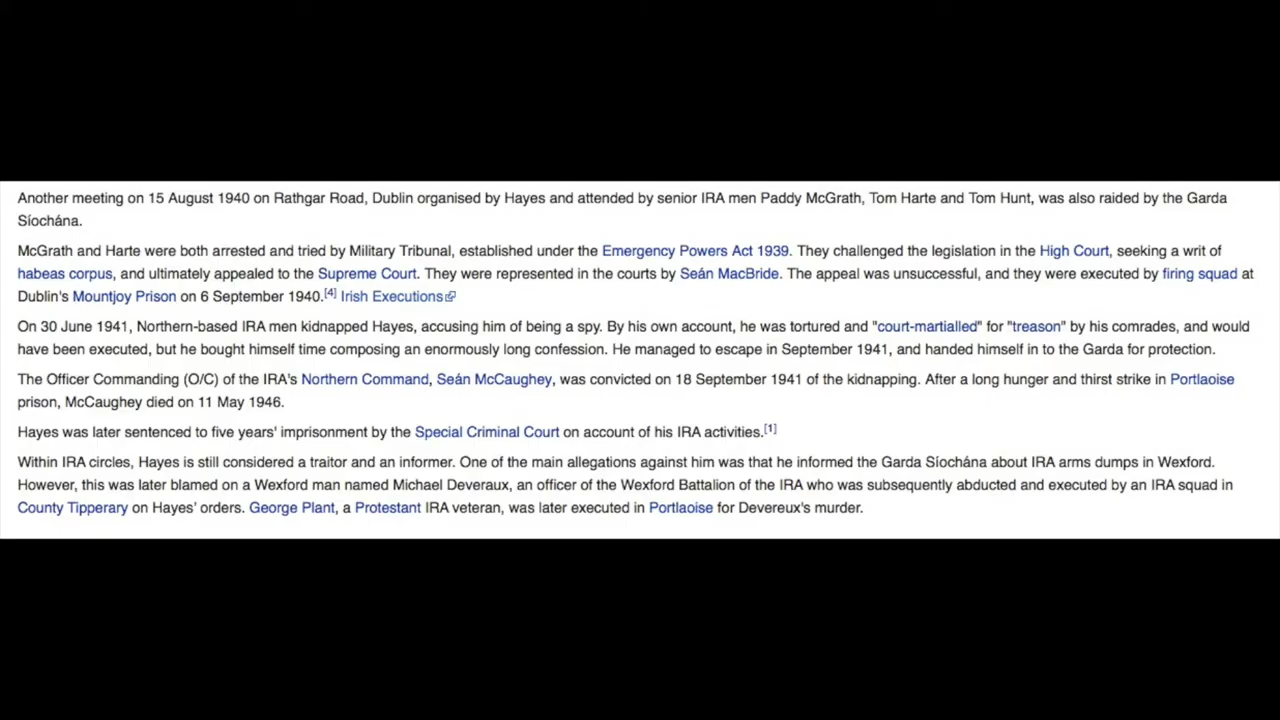 Another meeting on 15 August 1940 on Rathgar Road, Dublin organised by Hayes and attended by senior IRA men Paddy McGrath, Tom Harte and Tom Hunt, was also raided by the Garda
Síochána.
McGrath and Harte were both arrested and tried by Military Tribunal, established under the Emergency Powers Act 1939. They challenged the legislation in the High Court, seeking a writ of
habeas corpus, and ultimately appealed to the Supreme Court. They were represented in the courts by Seán MacBride. The appeal was unsuccessful, and they were executed by firing squad at
Dublin's Mountjoy Prison on 6 September 1940.[4] Irish Executions
On 30 June 1941, Northern-based IRA men kidnapped Hayes, accusing him of being a spy. By his own account, he was tortured and "court-martialled" for "treason" by his comrades, and would
have been executed, but he bought himself time composing an enormously long confession. He managed to escape in September 1941, and handed himself in to the Garda for protection.
The Officer Commanding (O/C) of the IRA's Northern Command, Seán McCaughey, was convicted on 18 September 1941 of the kidnapping. After a long hunger and thirst strike in Portlaoise
prison, McCaughey died on 11 May 1946.
Hayes was later sentenced to five years' imprisonment by the Special Criminal Court on account of his IRA activities.[1]
Within IRA circles, Hayes is still considered a traitor and an informer. One of the main allegations against him was that he informed the Garda Síochána about IRA arms dumps in Wexford.
However, this was later blamed on a Wexford man named Michael Deveraux, an officer of the Wexford Battalion of the IRA who was subsequently abducted and executed by an IRA squad in
County Tipperary on Hayes' orders. George Plant, a Protestant IRA veteran, was later executed in Portlaoise for Devereux's murder.